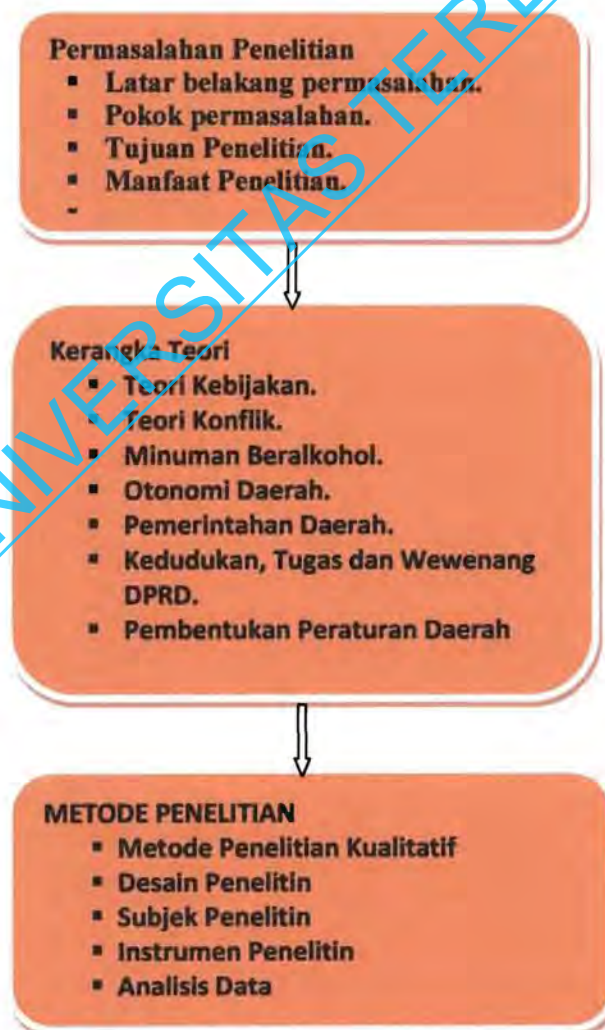 Permasalahan Penelitian
▪ Latar belakang permasalahan.
▪ Pokok permasalahan.
▪ Tujuan Penelitian.
▪ Manfaat Penelitian.
-
Kerangka Teori
▪ Teori Kebijakan.
▪ Teori Konflik.
▪ Minuman Beralkohol.
▪ Otonomi Daerah.
▪ Pemerintahan Daerah.
▪ Kedudukan, Tugas dan Wewenang
DPRD.
▪ Pembentukan Peraturan Daerah
METODE PENELITIAN
▪ Metode Penelitian Kualitatif
▪ Desain Penelitin
▪ Subjek Penelitin
▪ Instrumen Penelitin
▪ Analisis Data
NIVERSITAS TER